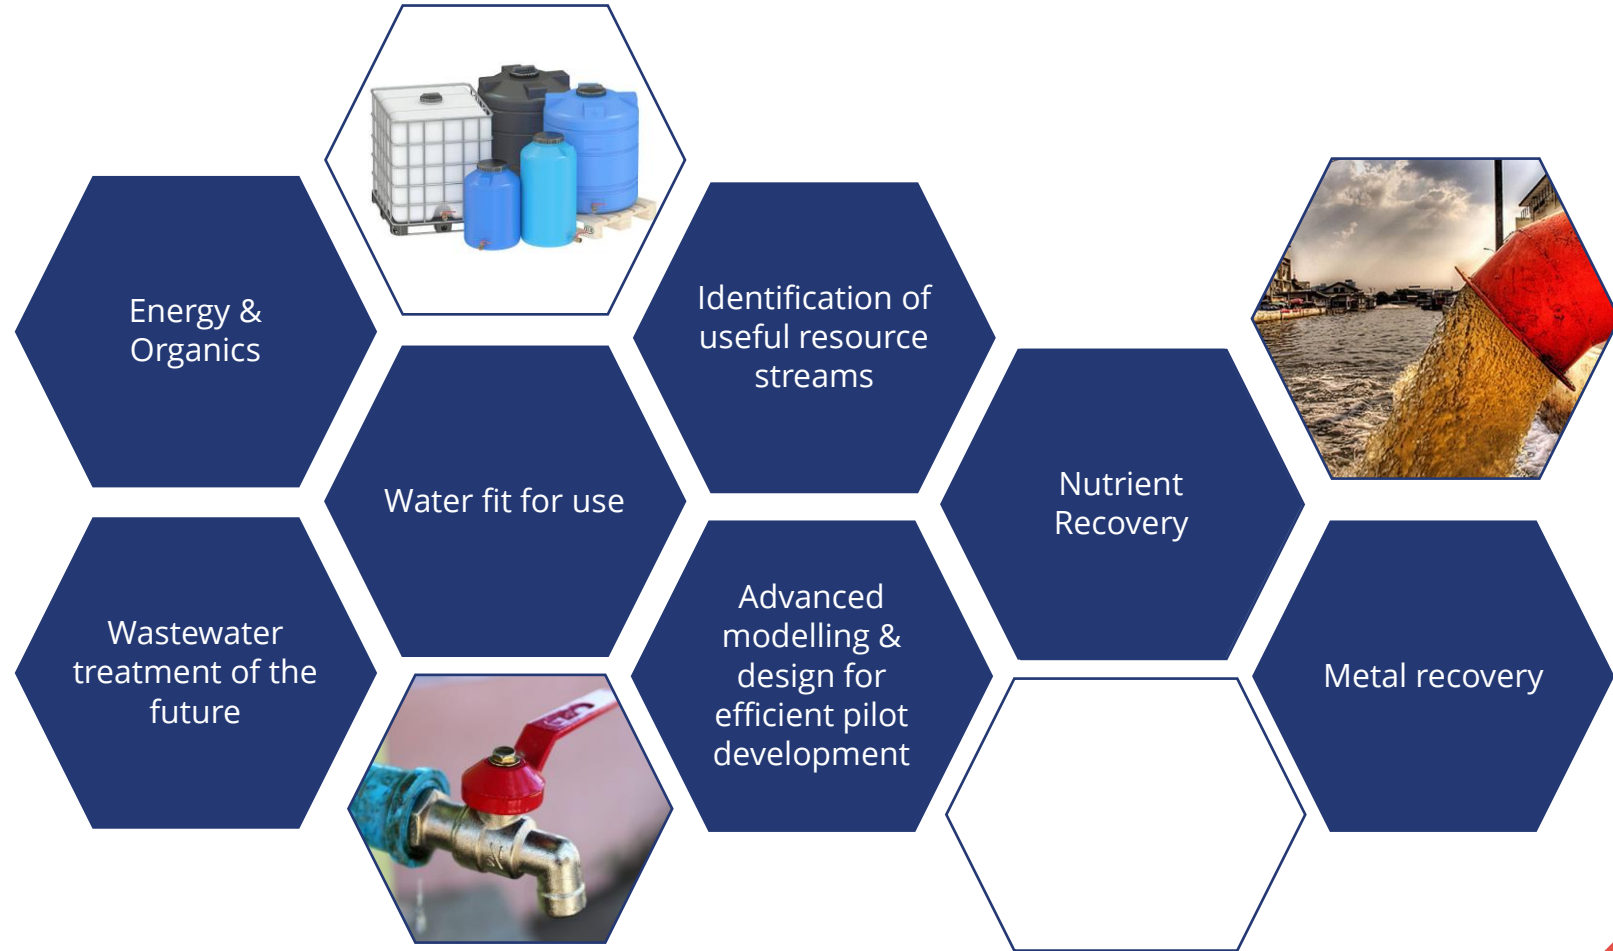 Energy &
Organics
Wastewater
treatment of the
future
Water fit for use
Identification of
useful resource
streams
Advanced
modelling &
design for
efficient pilot
development
Nutrient
Recovery
Metal recovery